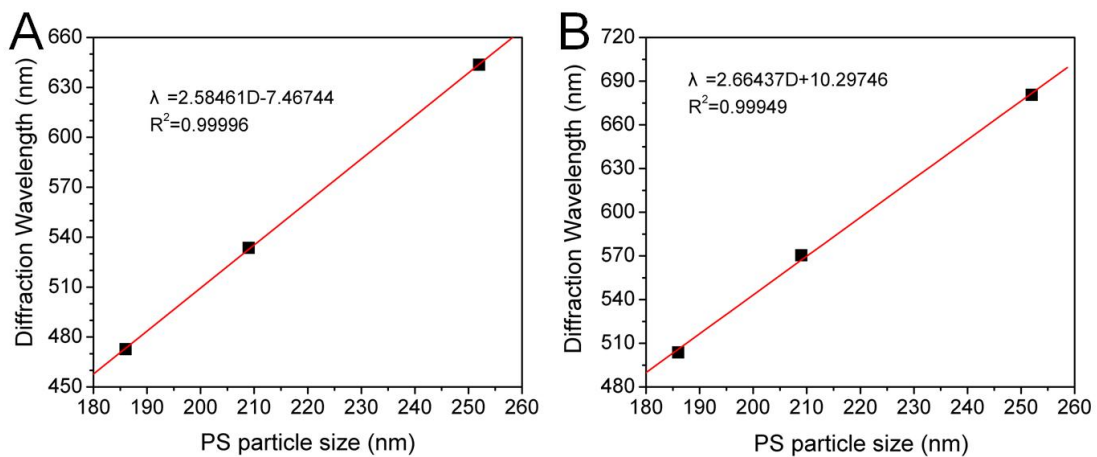 A
660
630
600
570
540
510
480
450
Diffraction Wavelength (nm)
λ =2.58461D-7.46744
R²=0.99996
180 190 200 210 220 230 240 250 260
PS particle size (nm)
B
720
690
660
630
600
570
540
510
480
Diffraction Wavelength (nm)
λ =2.66437D+10.29746
R²=0.99949
180 190 200 210 220 230 240 250 260
PS particle size (nm)